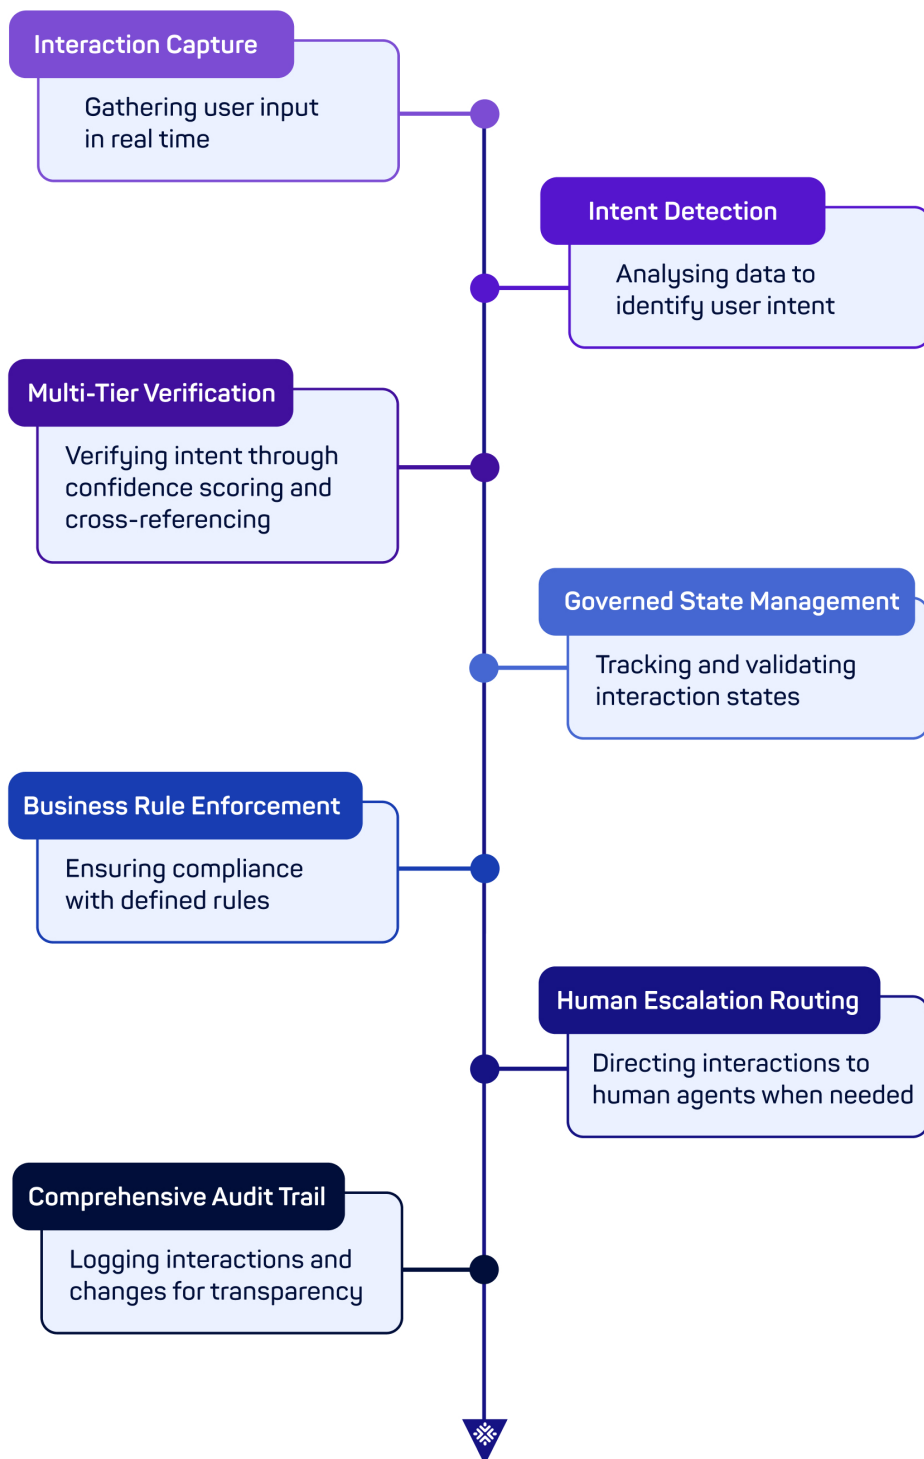 Interaction Capture
Gathering user input
in real time
Intent Detection
Analysing data to
identify user intent
Multi-Tier Verification
Verifying intent through
confidence scoring and
cross-referencing
Governed State Management
Tracking and validating
interaction states
Business Rule Enforcement
Ensuring compliance
with defined rules
Human Escalation Routing
Directing interactions to
human agents when needed
Comprehensive Audit Trail
Logging interactions and
changes for transparency